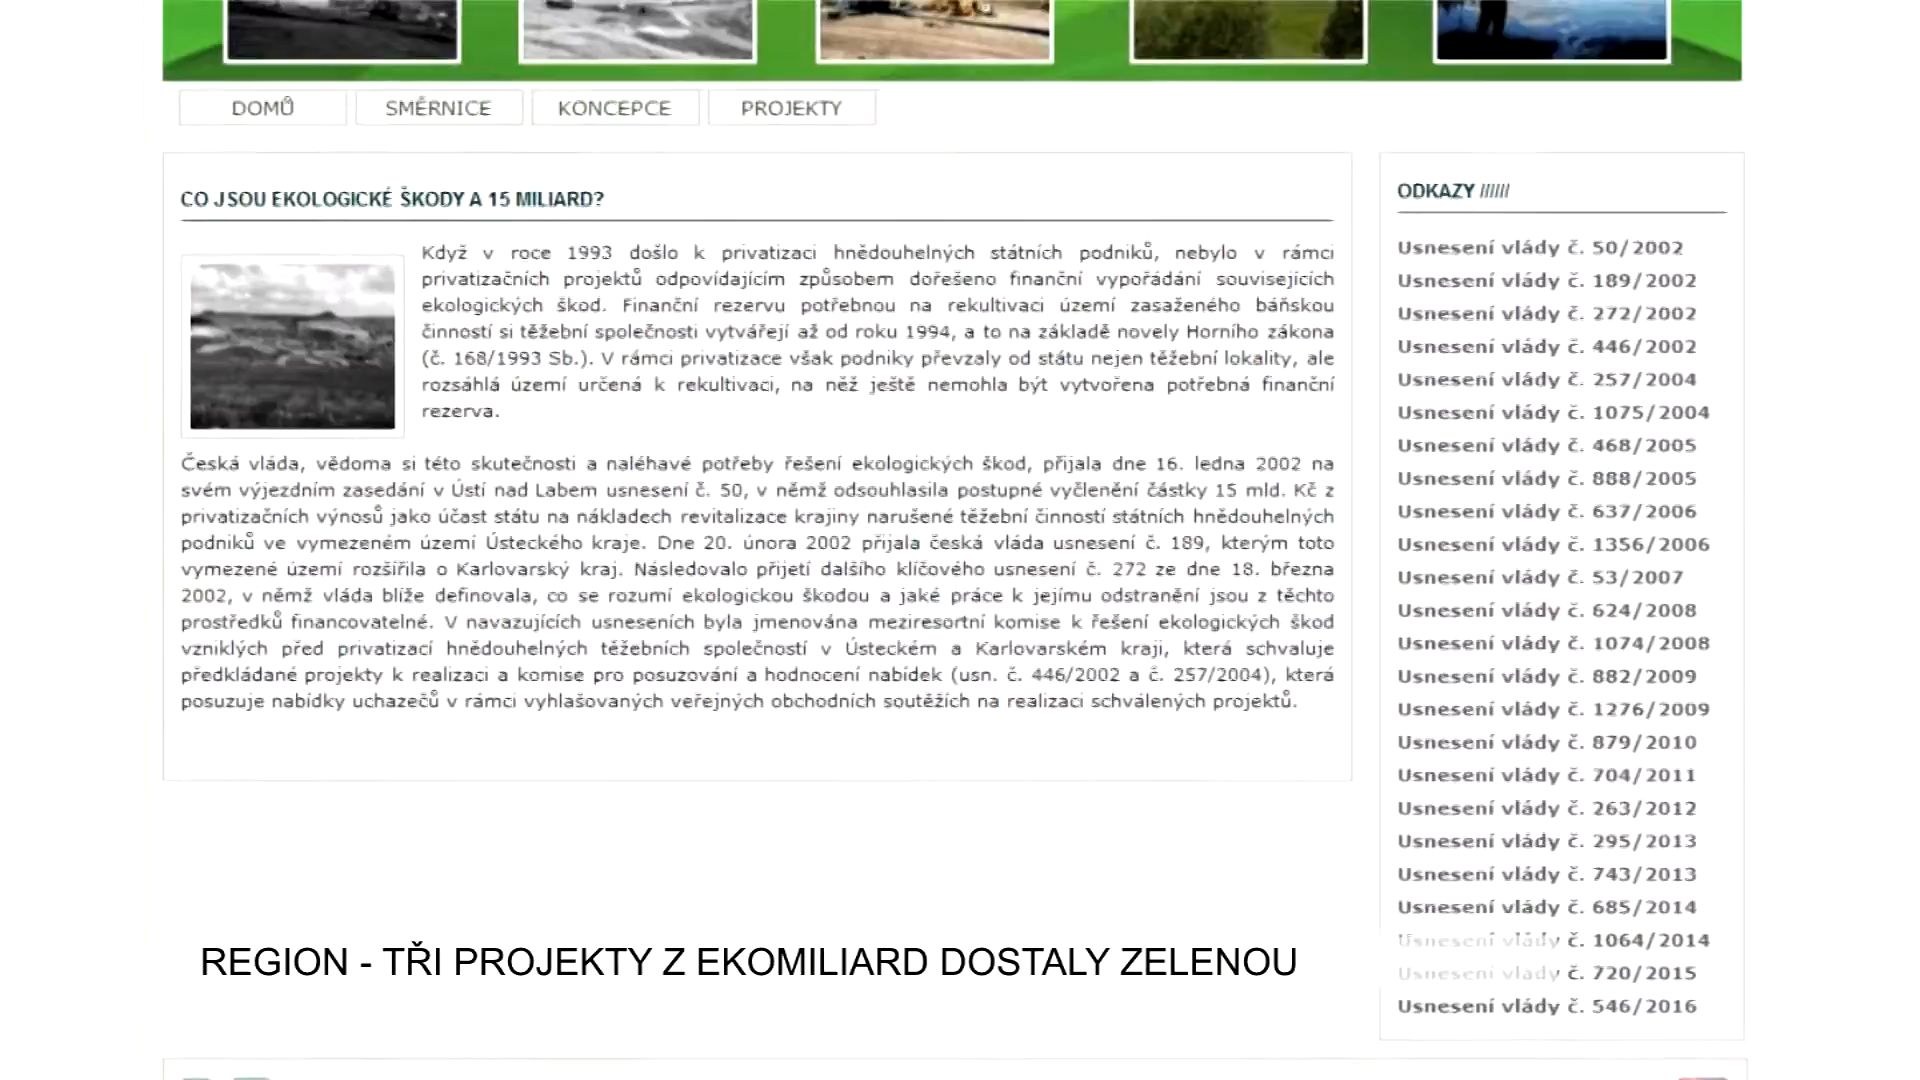 DOMŮ SMĚRNICE KONCEPCE PROJEKTY
CO JSOU EKOLOGICKÉ ŠKODY A 15 MILIARD?
Když v roce 1993 došlo k privatizaci hnědouhelných státních podniků, nebylo v rámci
privatizačních projektů odpovídajícím způsobem dořešeno finanční vypořádání souvisejících
ekologických škod. Finanční rezervu potřebnou na rekultivaci území zasaženého báňskou
činností si těžební společnosti vytvářejí až od roku 1994, a to na základě novely Horního zákona
(č. 168/1993 Sb.). V rámci privatizace však podniky převzaly od státu nejen těžební lokality, ale
rozsáhlá území určená k rekultivaci, na něž ještě nemohla být vytvořena potřebná finanční
rezerva.
Česká vláda, vědoma si této skutečnosti a naléhavé potřeby řešení ekologických škod, přijala dne 16. ledna 2002 na
svém výjezdním zasedání v Ústí nad Labem usnesení č. 50, v němž odsouhlasila postupné vyčlenění částky 15 mld. Kč z
privatizačních výnosů jako účast státu na nákladech revitalizace krajiny narušené těžební činností státních hnědouhelných
podniků ve vymezeném území Ústeckého kraje. Dne 20. února 2002 přijala česká vláda usnesení č. 189, kterým toto
vymezené území rozšířila o Karlovarský kraj. Následovalo přijetí dalšího klíčového usnesení č. 272 ze dne 18. března
2002, v němž vláda blíže definovala, co se rozumí ekologickou škodou a jaké práce k jejímu odstranění jsou z těchto
prostředků financovatelné. V navazujících usneseních byla jmenována meziresortní komise k řešení ekologických škod
vzniklých před privatizací hnědouhelných těžebních společností v Ústeckém a Karlovarském kraji, která schvaluje
předkládané projekty k realizaci a komise pro posuzování a hodnocení nabídek (usn. č. 446/2002 a č. 257/2004), která
posuzuje nabídky uchazečů v rámci vyhlašovaných veřejných obchodních soutěžích na realizaci schválených projektů.
ODKAZY //////
Usnesení vlády č. 50/2002
Usnesení vlády č. 189/2002
Usnesení vlády č. 272/2002
Usnesení vlády č. 446/2002
Usnesení vlády č. 257/2004
Usnesení vlády č. 1075/2004
Usnesení vlády č. 468/2005
Usnesení vlády č. 888/2005
Usnesení vlády č. 637/2006
Usnesení vlády č. 1356/2006
Usnesení vlády č. 53/2007
Usnesení vlády č. 624/2008
Usnesení vlády č. 1074/2008
Usnesení vlády č. 882/2009
Usnesení vlády č. 1276/2009
Usnesení vlády č. 879/2010
Usnesení vlády č. 704/2011
Usnesení vlády č. 263/2012
Usnesení vlády č. 295/2013
Usnesení vlády č. 743/2013
Usnesení vlády č. 685/2014
Usnesení vlády č. 1064/2014
Usnesení vlády č. 720/2015
Usnesení vlády č. 546/2016
REGION - TŘI PROJEKTY Z EKOMILIARD DOSTALY ZELENOU